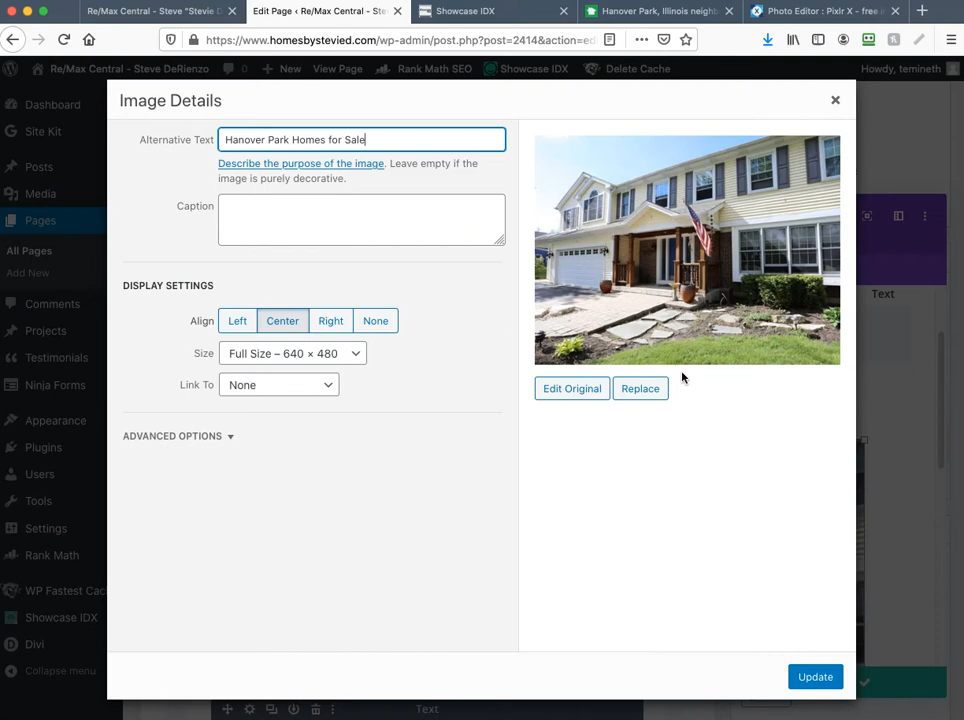 Re/Max Central - Steve "Stevie D
Edit Page ‹ Re/Max Central - Ste
Showcase IDX
Hanover Park, Illinois neighb
Photo Editor : Pixlr X - free i
https://www.homesbystevied.com/wp-admin/post.php?post=2414&action=ed
Re/Max Central - Steve DeRienzo
0
New
View Page
Rank Math SEO
Showcase IDX
Delete Cache
Howdy, temineth
Dashboard
Site Kit
Posts
Media
Pages
All Pages
Add New
Comments
Projects
Testimonials
Ninja Forms
Appearance
Plugins
Users
Tools
Settings
Rank Math
WP Fastest Cac
Showcase IDX
Divi
Collapse menu
Image Details
Alternative Text
Hanover Park Homes for Sale
Describe the purpose of the image. Leave empty if the
image is purely decorative.
Caption
DISPLAY SETTINGS
Align
Left
Center
Right
None
Size
Full Size – 640 × 480
Link To
None
ADVANCED OPTIONS
Edit Original
Replace
Update
Text
Text